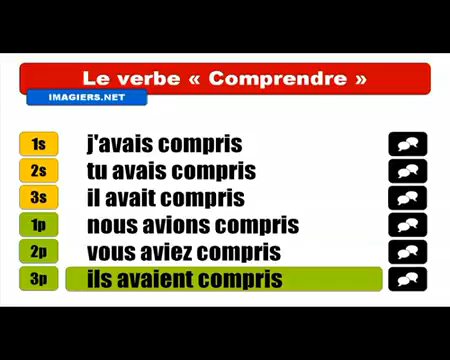 Le verbe « Comprendre »
IMAGIERS.NET
1s j'avais compris
2s tu avais compris
3s il avait compris
1p nous avions compris
2p vous aviez compris
3p ils avaient compris